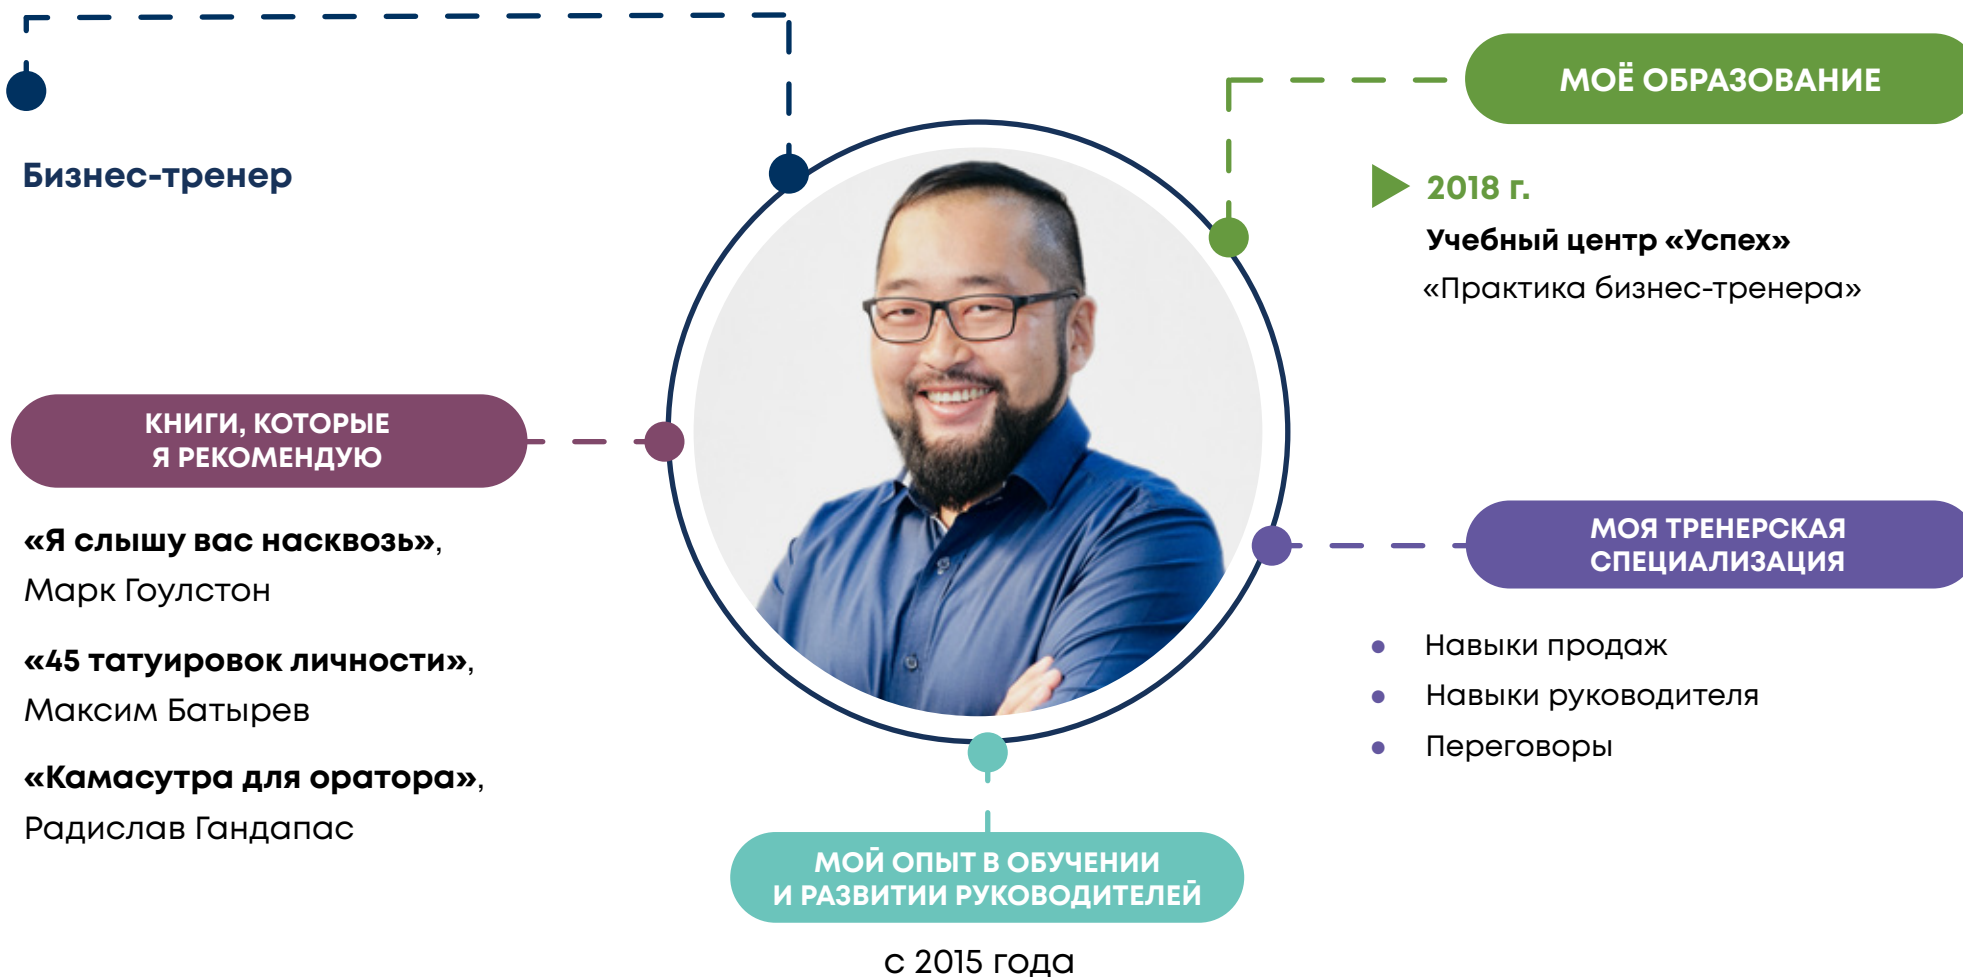 Бизнес-тренер
КНИГИ, КОТОРЫЕ
Я РЕКОМЕНДУЮ
«Я слышу вас насквозь»,
Марк Гоулстон
«45 татуировок личности»,
Максим Батырев
«Камасутра для оратора»,
Радислав Гандапас
МОЁ ОБРАЗОВАНИЕ
2018 г.
Учебный центр «Успех»
«Практика бизнес-тренера»
МОЯ ТРЕНЕРСКАЯ
СПЕЦИАЛИЗАЦИЯ
Навыки продаж
Навыки руководителя
Переговоры
МОЙ ОПЫТ В ОБУЧЕНИИ
И РАЗВИТИИ РУКОВОДИТЕЛЕЙ
с 2015 года